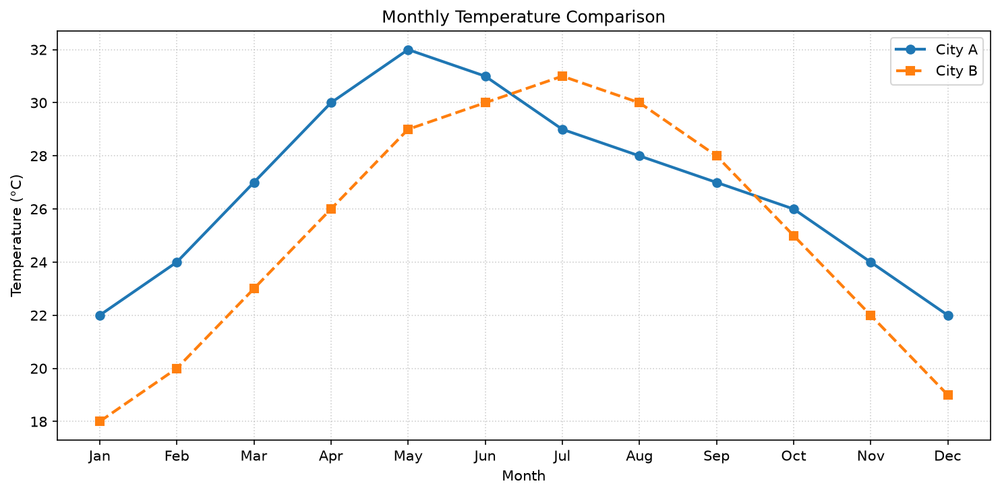 Monthly Temperature Comparison
City A
City B
Temperature (°C)
32
30
28
26
24
22
20
18
Jan Feb Mar Apr May Jun Jul Aug Sep Oct Nov Dec
Month